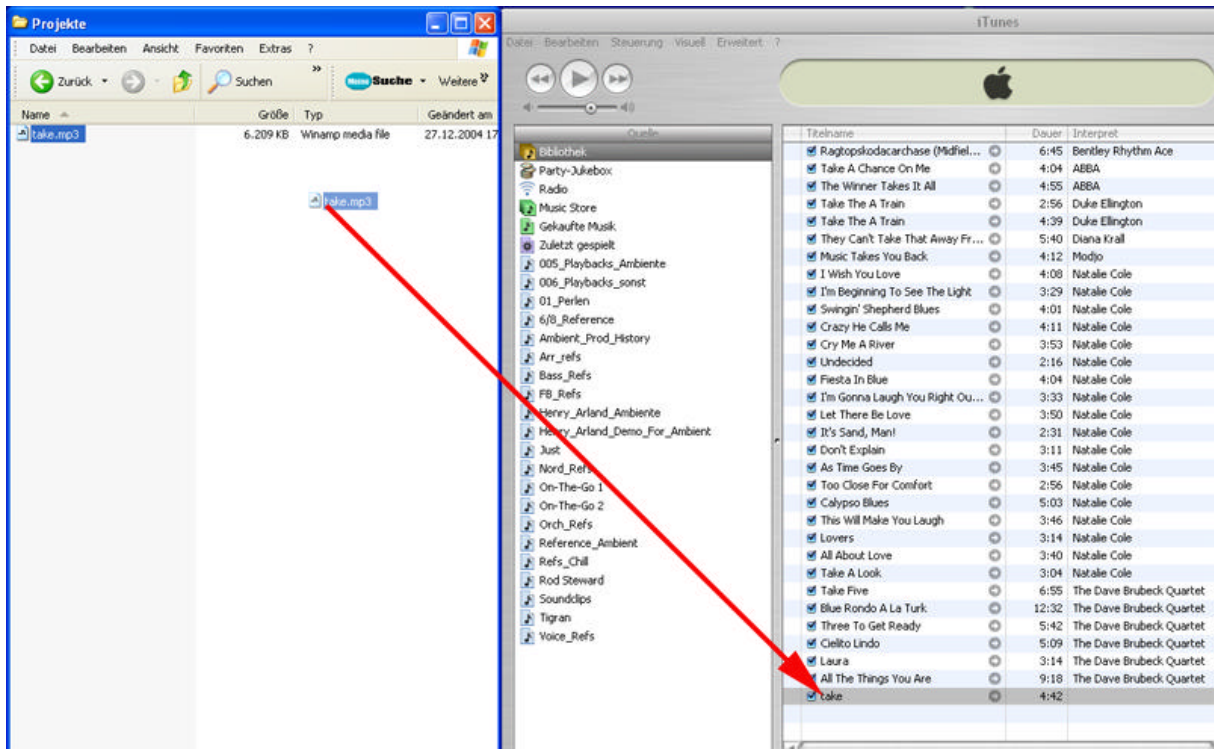 Projekte
Datei Bearbeiten Ansicht Favoriten Extras ?
Zurück Suchen » Suche Weitere »
Name Größe Typ Geändert am
take.mp3 6.209 KB Winamp media file 27.12.2004 17
take.mp3
iTunes
Datei Bearbeiten Steuerung Visuell Erweitert ?
Quelle
Bibliothek
Party-Jukebox
Radio
Music Store
Gekaufte Musik
Zuletzt gespielt
005_Playbacks_Ambiente
006_Playbacks_sonst
01_Perlen
6/8_Reference
Ambient_Prod_History
Arr_refs
Bass_Refs
FB_Refs
Henry_Arland_Ambiente
Henry_Arland_Demo_For_Ambient
Just
Nord_Refs
On-The-Go 1
On-The-Go 2
Orch_Refs
Reference_Ambient
Refs_Chill
Rod Steward
Soundclips
Tigran
Voice_Refs
Titelname Dauer Interpret
Ragtopskodacarchase (Midfiel... 6:45 Bentley Rhythm Ace
Take A Chance On Me 4:04 ABBA
The Winner Takes It All 4:55 ABBA
Take The A Train 2:56 Duke Ellington
Take The A Train 4:39 Duke Ellington
They Can't Take That Away Fr... 5:40 Diana Krall
Music Takes You Back 4:12 Modjo
I Wish You Love 4:08 Natalie Cole
I'm Beginning To See The Light 3:29 Natalie Cole
Swingin' Shepherd Blues 4:01 Natalie Cole
Crazy He Calls Me 4:11 Natalie Cole
Cry Me A River 3:53 Natalie Cole
Undecided 2:16 Natalie Cole
Fiesta In Blue 4:04 Natalie Cole
I'm Gonna Laugh You Right Ou... 3:33 Natalie Cole
Let There Be Love 3:50 Natalie Cole
It's Sand, Man! 2:31 Natalie Cole
Don't Explain 3:11 Natalie Cole
As Time Goes By 3:45 Natalie Cole
Too Close For Comfort 2:56 Natalie Cole
Calypso Blues 5:03 Natalie Cole
This Will Make You Laugh 3:46 Natalie Cole
Lovers 3:14 Natalie Cole
All About Love 3:40 Natalie Cole
Take A Look 3:04 Natalie Cole
Take Five 6:55 The Dave Brubeck Quartet
Blue Rondo A La Turk 12:32 The Dave Brubeck Quartet
Three To Get Ready 5:42 The Dave Brubeck Quartet
Cielito Lindo 5:09 The Dave Brubeck Quartet
Laura 3:14 The Dave Brubeck Quartet
All The Things You Are 9:18 The Dave Brubeck Quartet
take 4:42